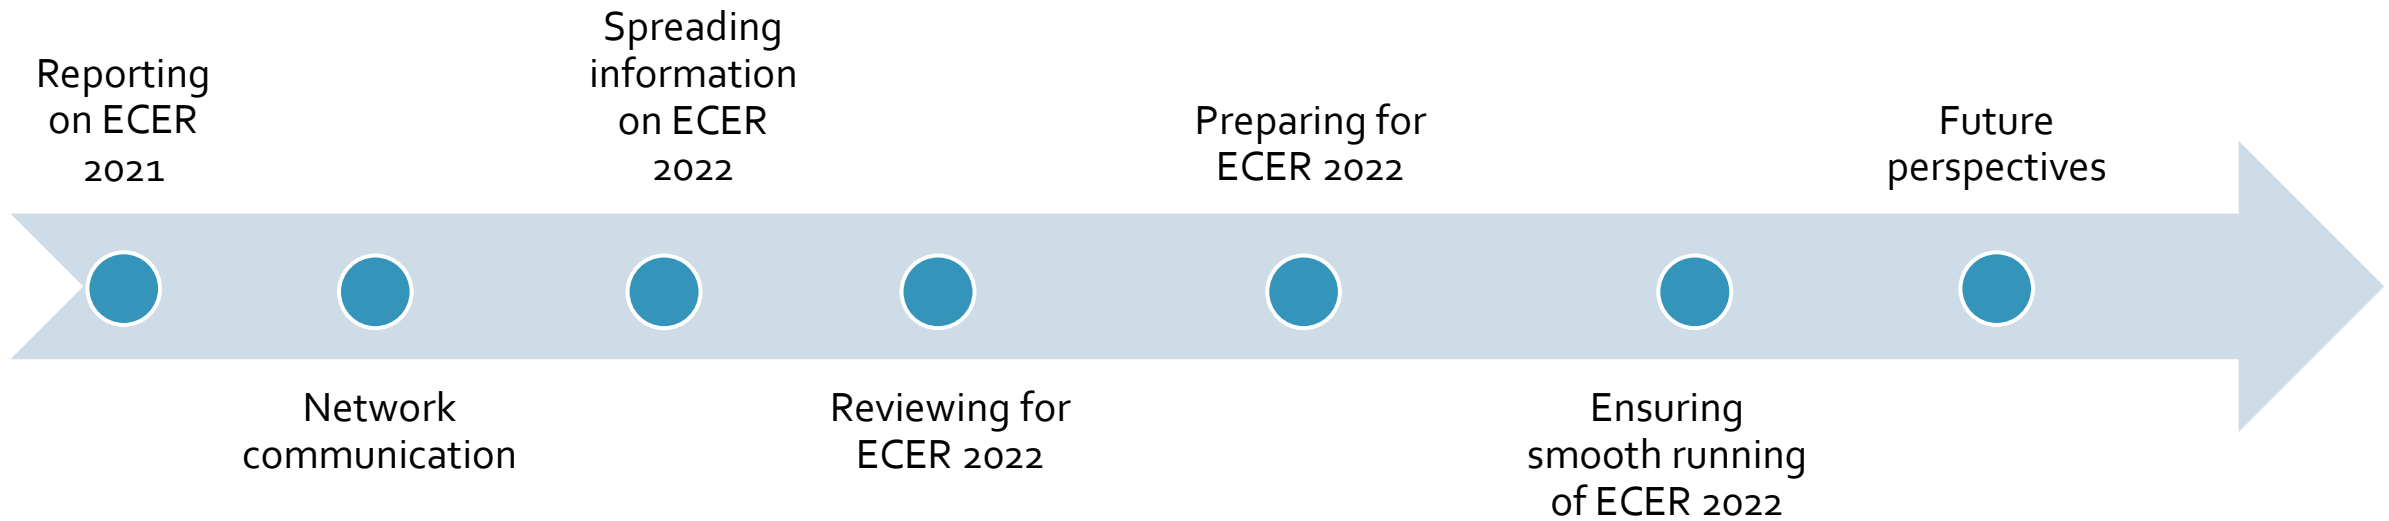 Reporting
on ECER
2021
Network
communication
Spreading
information
on ECER
2022
Reviewing for
ECER 2022
Preparing for
ECER 2022
Ensuring
smooth running
of ECER 2022
Future
perspectives